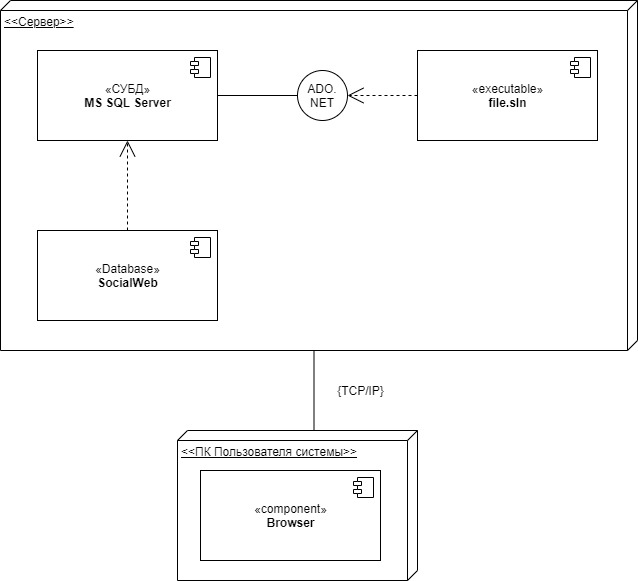 <<Сервер>>
«СУБД»
MS SQL Server
ADO.
NET
«executable»
file.sln
«Database»
SocialWeb
{TCP/IP}
<<ПК Пользователя системы>>
«component»
Browser